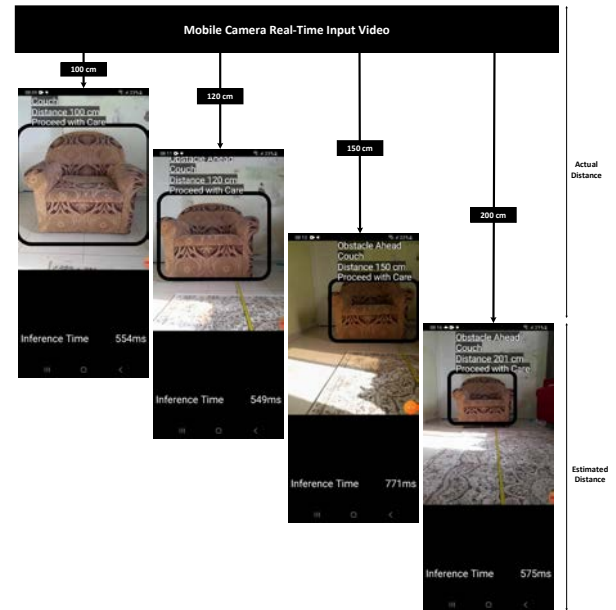 Mobile Camera Real-Time Input Video
100 cm
120 cm
150 cm
200 cm
Actual
Distance
Couch
Distance 100 cm
Proceed with Care
Inference Time 554ms
Obstacle Ahead
Couch
Distance 120 cm
Proceed with Care
Inference Time 549ms
Obstacle Ahead
Couch
Distance 150 cm
Proceed with Care
Inference Time 771ms
Obstacle Ahead
Couch
Distance 201 cm
Proceed with Care
Inference Time 575ms
Estimated
Distance